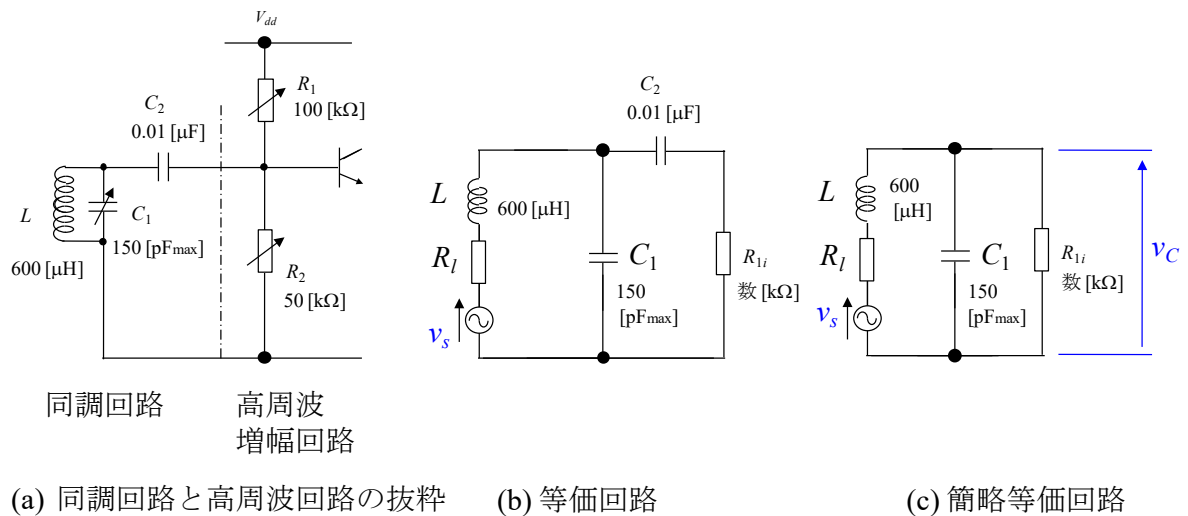 V_dd
R_1
100 [kΩ]
C_2
0.01 [μF]
L
C_1
150 [pFmax]
600 [μH]
R_2
50 [kΩ]
同調回路
高周波
増幅回路
(a) 同調回路と高周波回路の抜粋
C_2
0.01 [μF]
L
600 [μH]
R_l
C_1
150
[pFmax]
R_1i
数 [kΩ]
v_s
(b) 等価回路
L
600
[μH]
R_l
C_1
150
[pFmax]
R_1i
数 [kΩ]
v_s
v_C
(c) 簡略等価回路